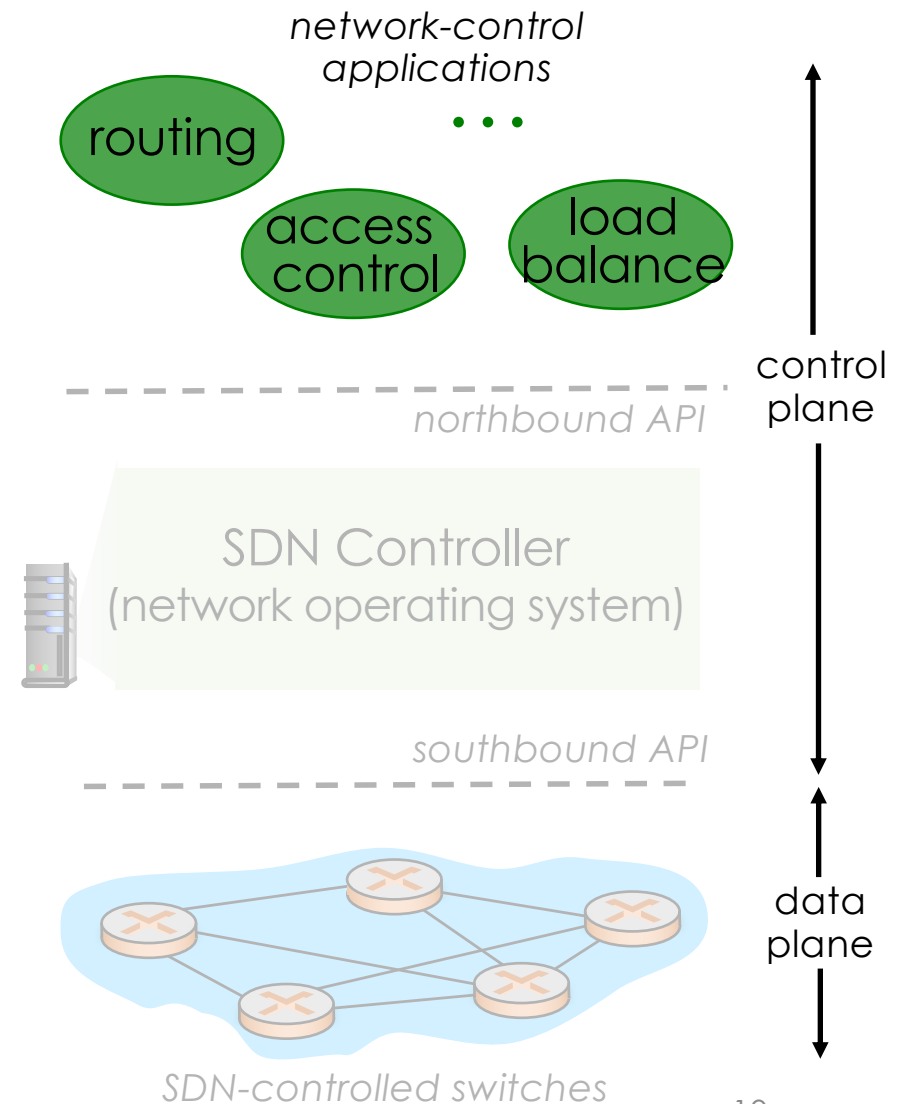 network-control
applications
routing
• • •
access
control
load
balance
control
plane
northbound API
SDN Controller
(network operating system)
southbound API
data
plane
SDN-controlled switches